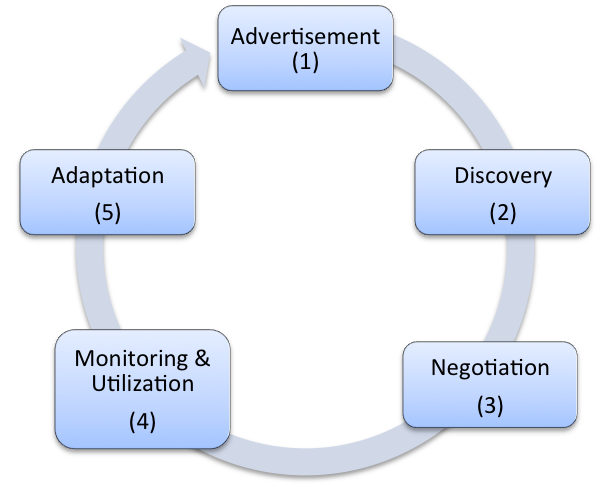 Advertisement
(1)
Discovery
(2)
Negotiation
(3)
Monitoring &
Utilization
(4)
Adaptation
(5)